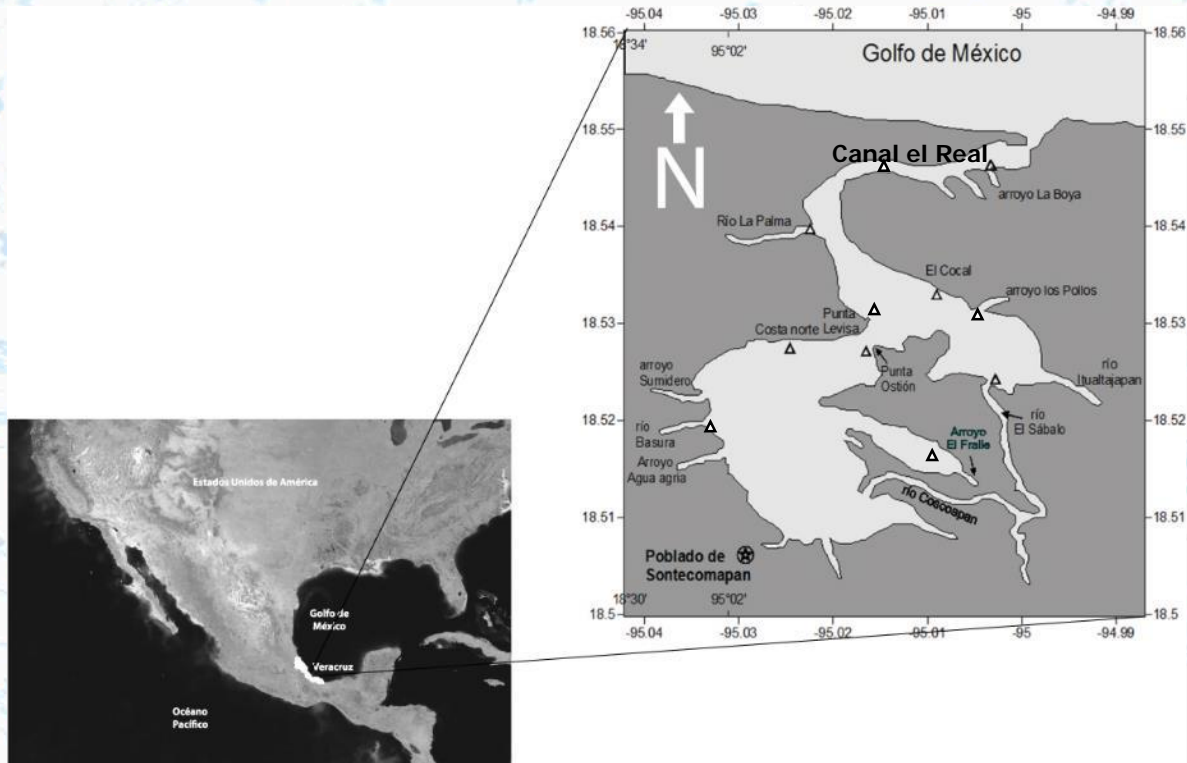 -95.04 -95.03 -95.02 -95.01 -95 -94.99
18.56 18.56
18°34' 95°02'
Golfo de México
18.55 18.55
N
Canal el Real
arroyo La Boya
Río La Palma
18.54 18.54
El Cocal
arroyo los Pollos
Punta
Levisa
Costa norte
18.53 18.53
arroyo
Sumidero
Punta
Ostión
río
Itualtajapan
18.52 18.52
río
Basura
río
El Sábalo
Arroyo
El Fraile
Arroyo
Agua agria
río Coscoapan
18.51 18.51
Poblado de
Sontecomapan
18°30' 95°02'
18.5 18.5
-95.04 -95.03 -95.02 -95.01 -95 -94.99
Estados Unidos de América
Golfo de
México
Veracruz
Océano
Pacífico